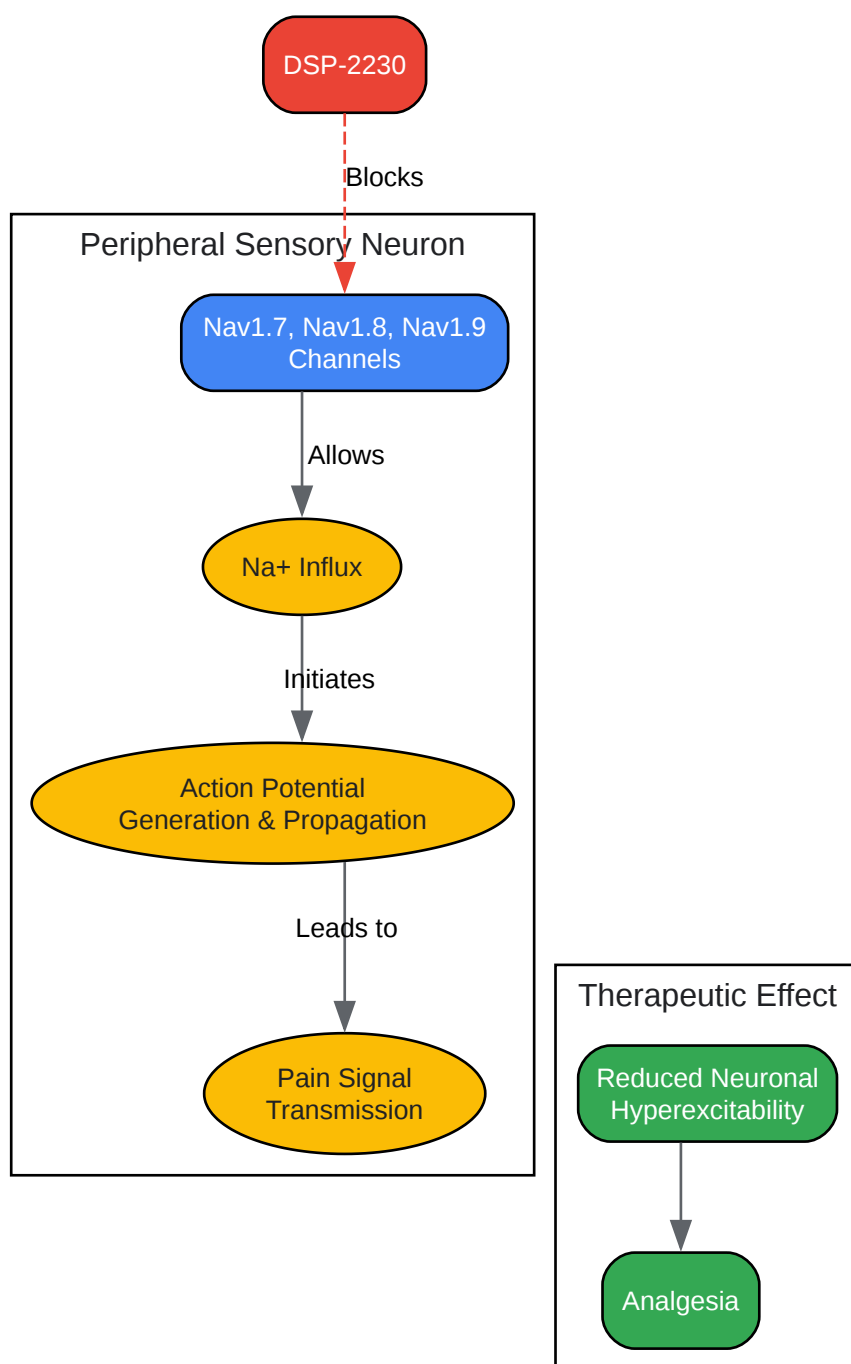 DSP-2230
Blocks
Peripheral Sensory Neuron
Nav1.7, Nav1.8, Nav1.9
Channels
Allows
Na+ Influx
Initiates
Action Potential
Generation & Propagation
Leads to
Pain Signal
Transmission
Therapeutic Effect
Reduced Neuronal
Hyperexcitability
Analgesia